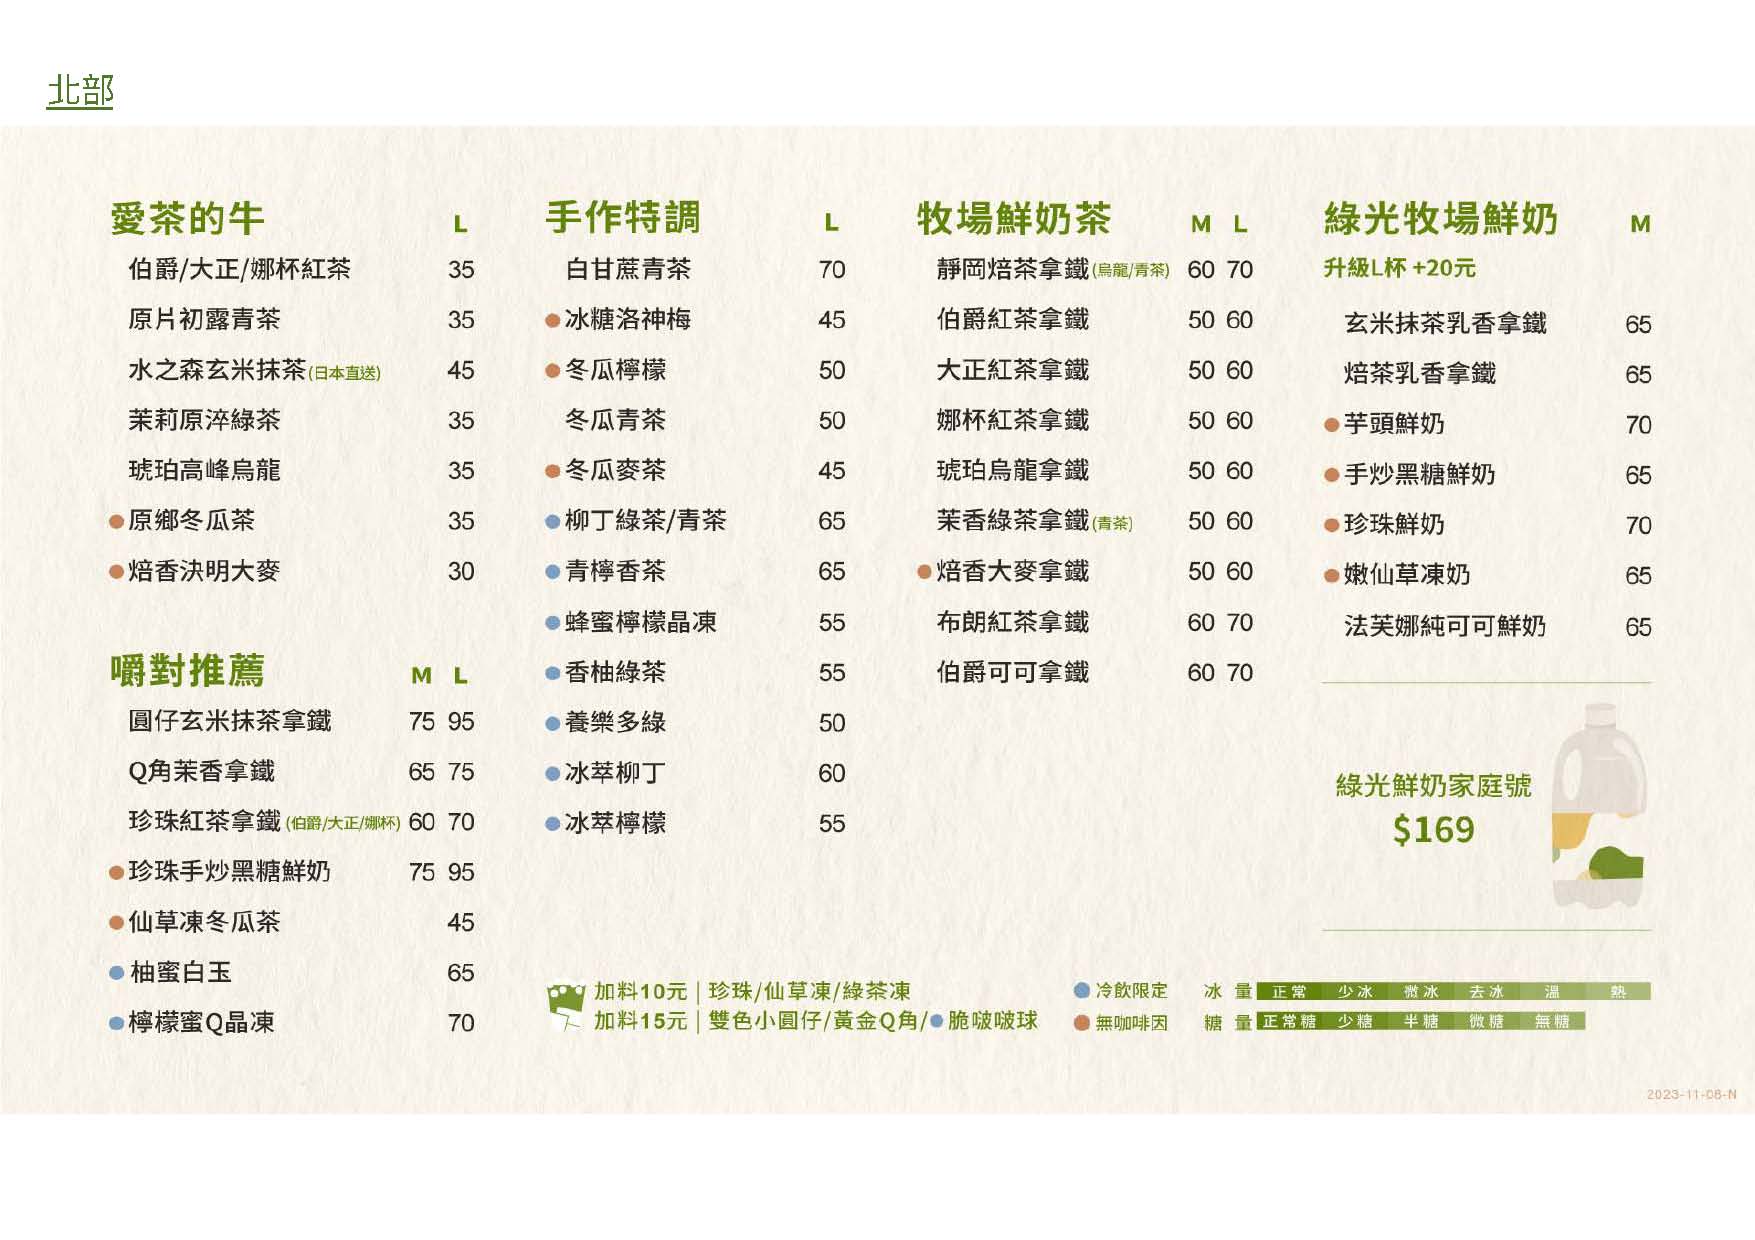 北部
愛茶的牛 L
伯爵/大正/娜杯紅茶 35
原片初露青茶 35
水之森玄米抹茶(日本直送) 45
茉莉原淬綠茶 35
琥珀高峰烏龍 35
原鄉冬瓜茶 35
焙香決明大麥 30
嚼對推薦 M L
圓仔玄米抹茶拿鐵 75 95
Q角茉香拿鐵 65 75
珍珠紅茶拿鐵(伯爵/大正/娜杯) 60 70
珍珠手炒黑糖鮮奶 75 95
仙草凍冬瓜茶 45
柚蜜白玉 65
檸檬蜜Q晶凍 70
手作特調 L
白甘蔗青茶 70
冰糖洛神梅 45
冬瓜檸檬 50
冬瓜青茶 50
冬瓜麥茶 45
柳丁綠茶/青茶 65
青檸香茶 65
蜂蜜檸檬晶凍 55
香柚綠茶 55
養樂多綠 50
冰萃柳丁 60
冰萃檸檬 55
牧場鮮奶茶 M L
靜岡焙茶拿鐵(烏龍/青茶) 60 70
伯爵紅茶拿鐵 50 60
大正紅茶拿鐵 50 60
娜杯紅茶拿鐵 50 60
琥珀烏龍拿鐵 50 60
茉香綠茶拿鐵(青茶) 50 60
焙香大麥拿鐵 50 60
布朗紅茶拿鐵 60 70
伯爵可可拿鐵 60 70
綠光牧場鮮奶 M
升級L杯 +20元
玄米抹茶乳香拿鐵 65
焙茶乳香拿鐵 65
芋頭鮮奶 70
手炒黑糖鮮奶 65
珍珠鮮奶 70
嫩仙草凍奶 65
法芙娜純可可鮮奶 65
綠光鮮奶家庭號
$169
加料10元 | 珍珠/仙草凍/綠茶凍
加料15元 | 雙色小圓仔/黃金Q角/脆啵啵球
冷飲限定
無咖啡因
冰 量 正常 少冰 微冰 去冰 溫 熱
糖 量 正常糖 少糖 半糖 微糖 無糖
2023-11-08-N